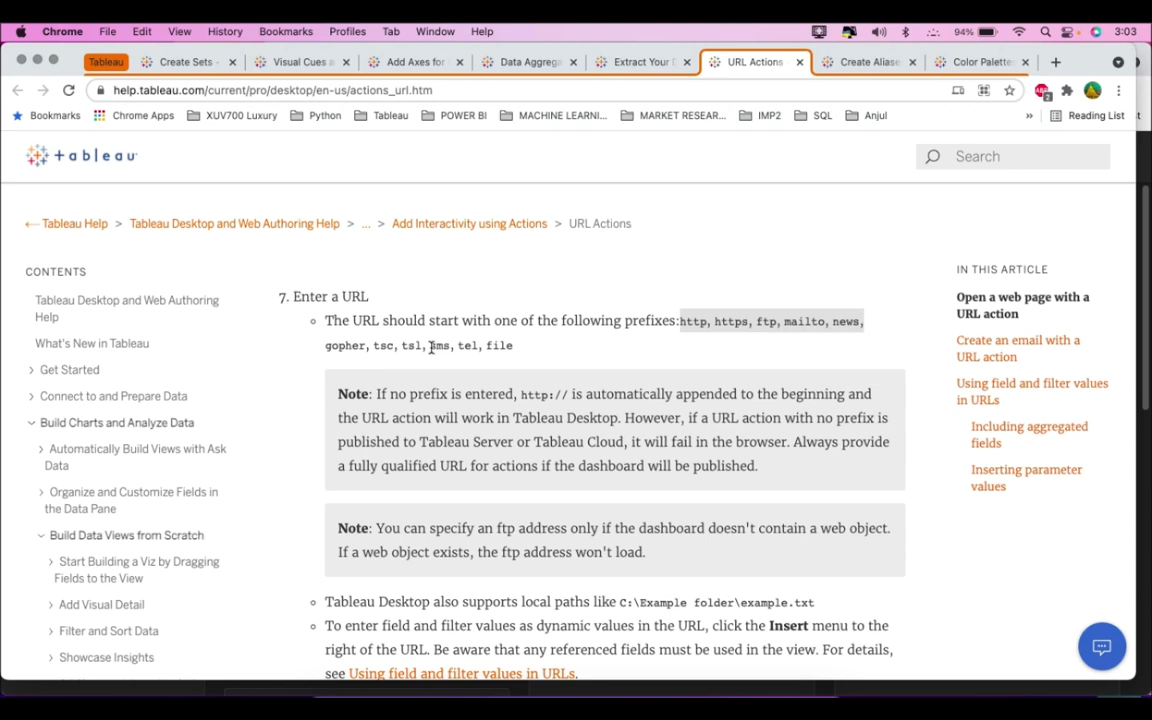 Chrome File Edit View History Bookmarks Profiles Tab Window Help 94% 3:03
Tableau Create Sets - Visual Cues a Add Axes for Data Aggrega Extract Your D URL Actions Create Aliase Color Palette
help.tableau.com/current/pro/desktop/en-us/actions_url.htm
Bookmarks Chrome Apps XUV700 Luxury Python Tableau POWER BI MACHINE LEARNI... MARKET RESEAR... IMP2 SQL Anjul » Reading List
+ a b l e a u
Search
← Tableau Help > Tableau Desktop and Web Authoring Help > ... > Add Interactivity using Actions > URL Actions
CONTENTS
Tableau Desktop and Web Authoring
Help
What's New in Tableau
Get Started
Connect to and Prepare Data
Build Charts and Analyze Data
Automatically Build Views with Ask
Data
Organize and Customize Fields in
the Data Pane
Build Data Views from Scratch
Start Building a Viz by Dragging
Fields to the View
Add Visual Detail
Filter and Sort Data
Showcase Insights
7. Enter a URL
The URL should start with one of the following prefixes:http, https, ftp, mailto, news,
gopher, tsc, tsl, sms, tel, file
Note: If no prefix is entered, http:// is automatically appended to the beginning and
the URL action will work in Tableau Desktop. However, if a URL action with no prefix is
published to Tableau Server or Tableau Cloud, it will fail in the browser. Always provide
a fully qualified URL for actions if the dashboard will be published.
Note: You can specify an ftp address only if the dashboard doesn't contain a web object.
If a web object exists, the ftp address won't load.
Tableau Desktop also supports local paths like C:\Example folder\example.txt
To enter field and filter values as dynamic values in the URL, click the Insert menu to the
right of the URL. Be aware that any referenced fields must be used in the view. For details,
see Using field and filter values in URLs.
IN THIS ARTICLE
Open a web page with a
URL action
Create an email with a
URL action
Using field and filter values
in URLs
Including aggregated
fields
Inserting parameter
values